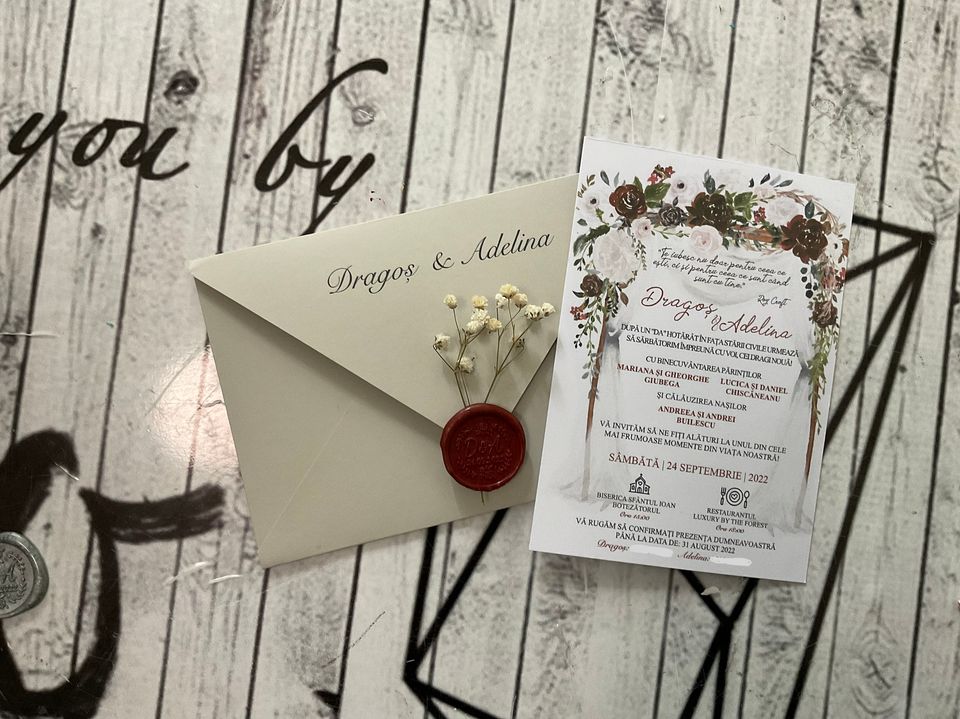 you by
Dragoș & Adelina
D&A
"Te iubesc nu doar pentru ceea ce
ești, ci și pentru ceea ce sunt când
sunt cu tine."
Roy Croft
Dragoș
& Adelina
DUPĂ UN "DA" HOTĂRÂT ÎN FAȚA STĂRII CIVILE URMEAZĂ
SĂ SĂRBĂTORIM ÎMPREUNĂ CU VOI, CEI DRAGI NOUĂ!
CU BINECUVÂNTAREA PĂRINȚILOR
MARIANA ȘI GHEORGHE LUCICA ȘI DANIEL
GIUBEGA CHISCĂNEANU
ȘI CĂLĂUZIREA NAȘILOR
ANDREEA ȘI ANDREI
BUILESCU
VĂ INVITĂM SĂ NE FIȚI ALĂTURI LA UNUL DIN CELE
MAI FRUMOASE MOMENTE DIN VIAȚA NOASTRĂ!
SÂMBĂTĂ | 24 SEPTEMBRIE | 2022
BISERICA SFÂNTUL IOAN RESTAURANTUL
BOTEZĂTORUL LUXURY BY THE FOREST
Ora Ora
VĂ RUGĂM SĂ CONFIRMAȚI PREZENȚA DUMNEAVOASTRĂ
PÂNĂ LA DATA DE: 31 AUGUST 2022
Dragoș: Adelina: